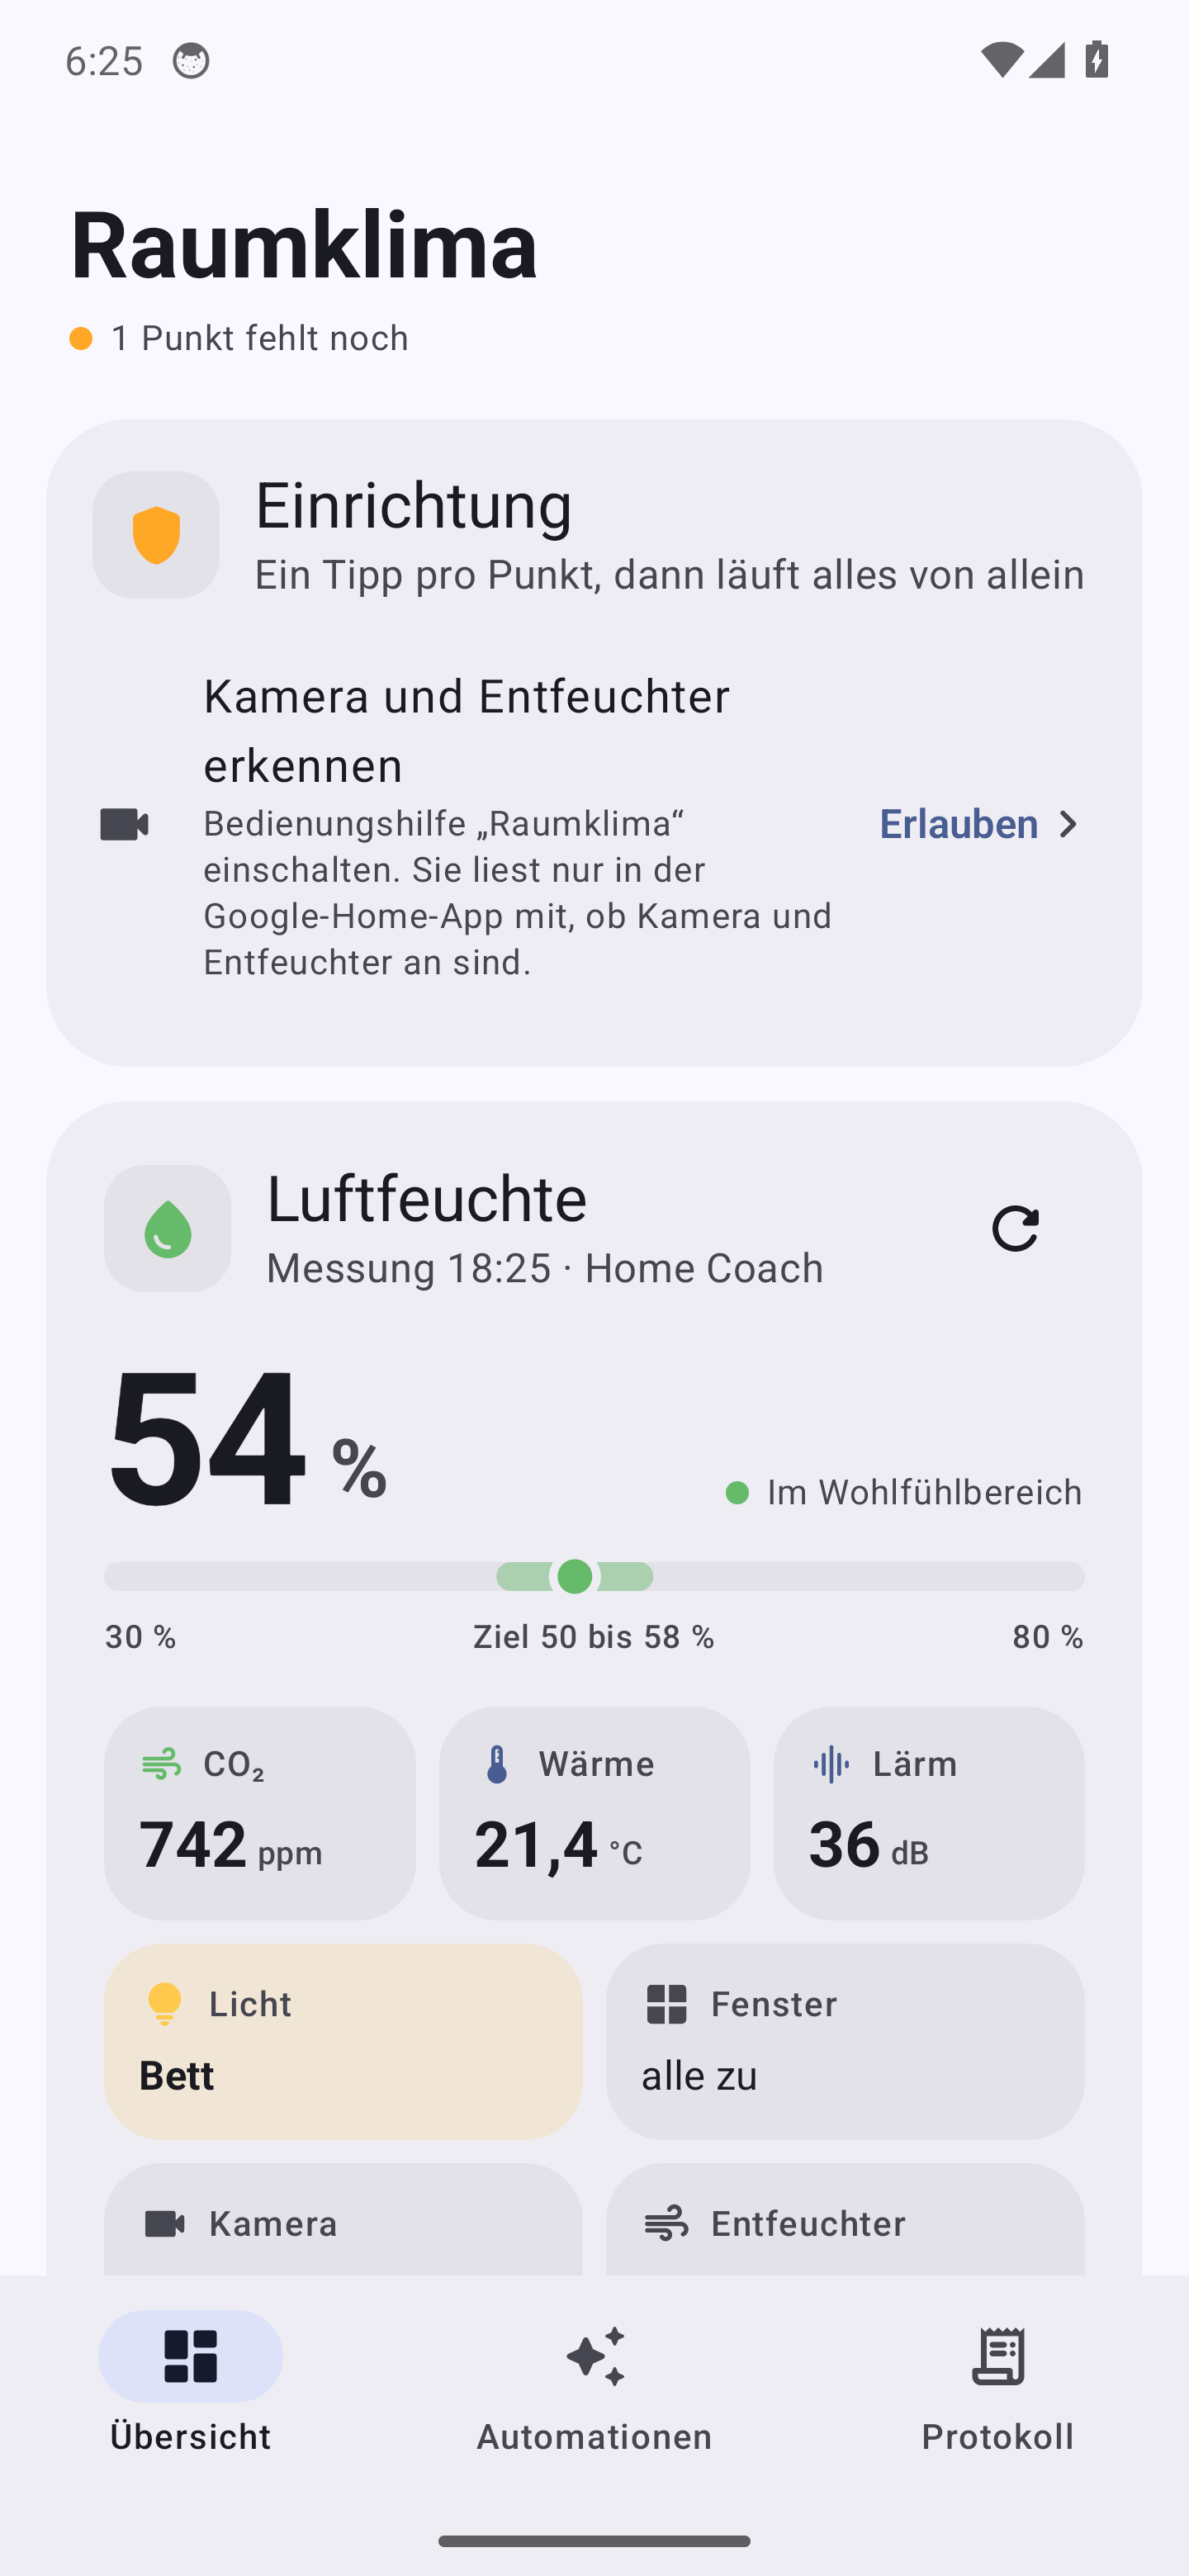 6:25
Raumklima
1 Punkt fehlt noch
Einrichtung
Ein Tipp pro Punkt, dann läuft alles von allein
Kamera und Entfeuchter
erkennen
Bedienungshilfe „Raumklima“
einschalten. Sie liest nur in der
Google-Home-App mit, ob Kamera und
Entfeuchter an sind.
Erlauben
Luftfeuchte
Messung 18:25 · Home Coach
54 %
Im Wohlfühlbereich
30 %
Ziel 50 bis 58 %
80 %
CO₂
742 ppm
Wärme
21,4 °C
Lärm
36 dB
Licht
Bett
Fenster
alle zu
Kamera
Entfeuchter
Übersicht
Automationen
Protokoll